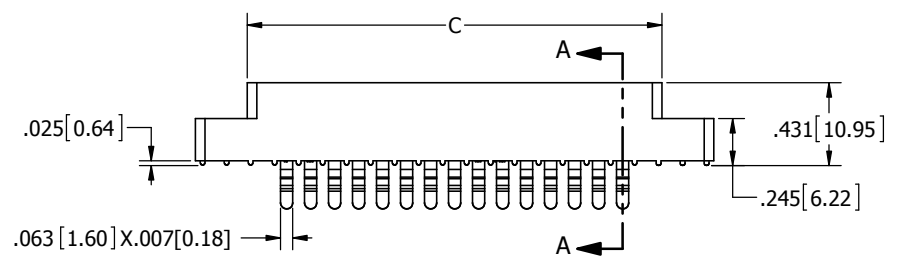 C
A
.025[0.64]
.431[10.95]
.245[6.22]
.063[1.60]X.007[0.18]
A